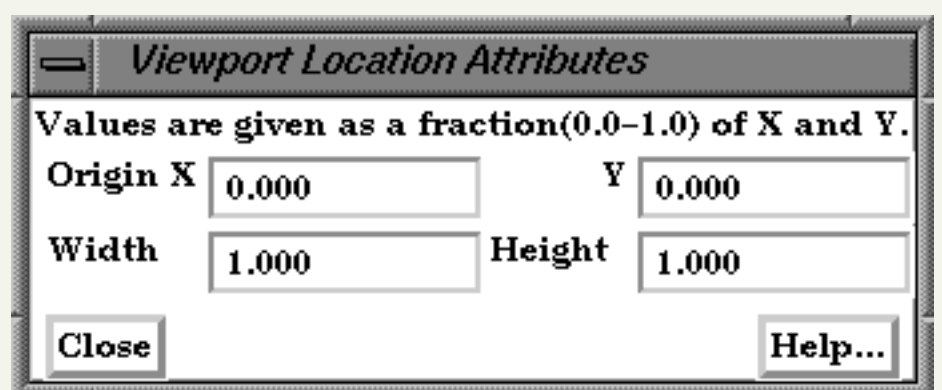 Viewport Location Attributes
Values are given as a fraction(0.0–1.0) of X and Y.
Origin X 0.000 Y 0.000
Width 1.000 Height 1.000
Close Help...